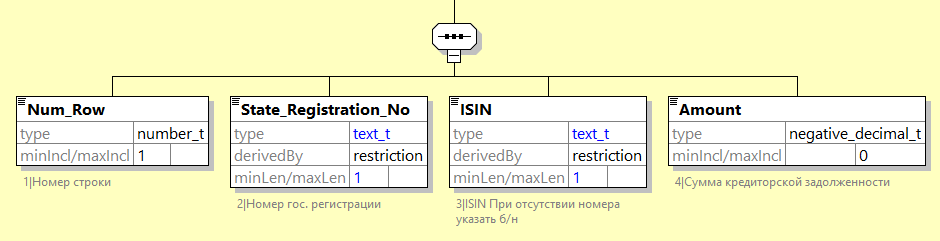 Num_Row
type number_t
minIncl/maxIncl 1
1|Номер строки
State_Registration_No
type text_t
derivedBy restriction
minLen/maxLen 1
2|Номер гос. регистрации
ISIN
type text_t
derivedBy restriction
minLen/maxLen 1
3|ISIN При отсутствии номера
указать б/н
Amount
type negative_decimal_t
minIncl/maxIncl 0
4|Сумма кредиторской задолженности